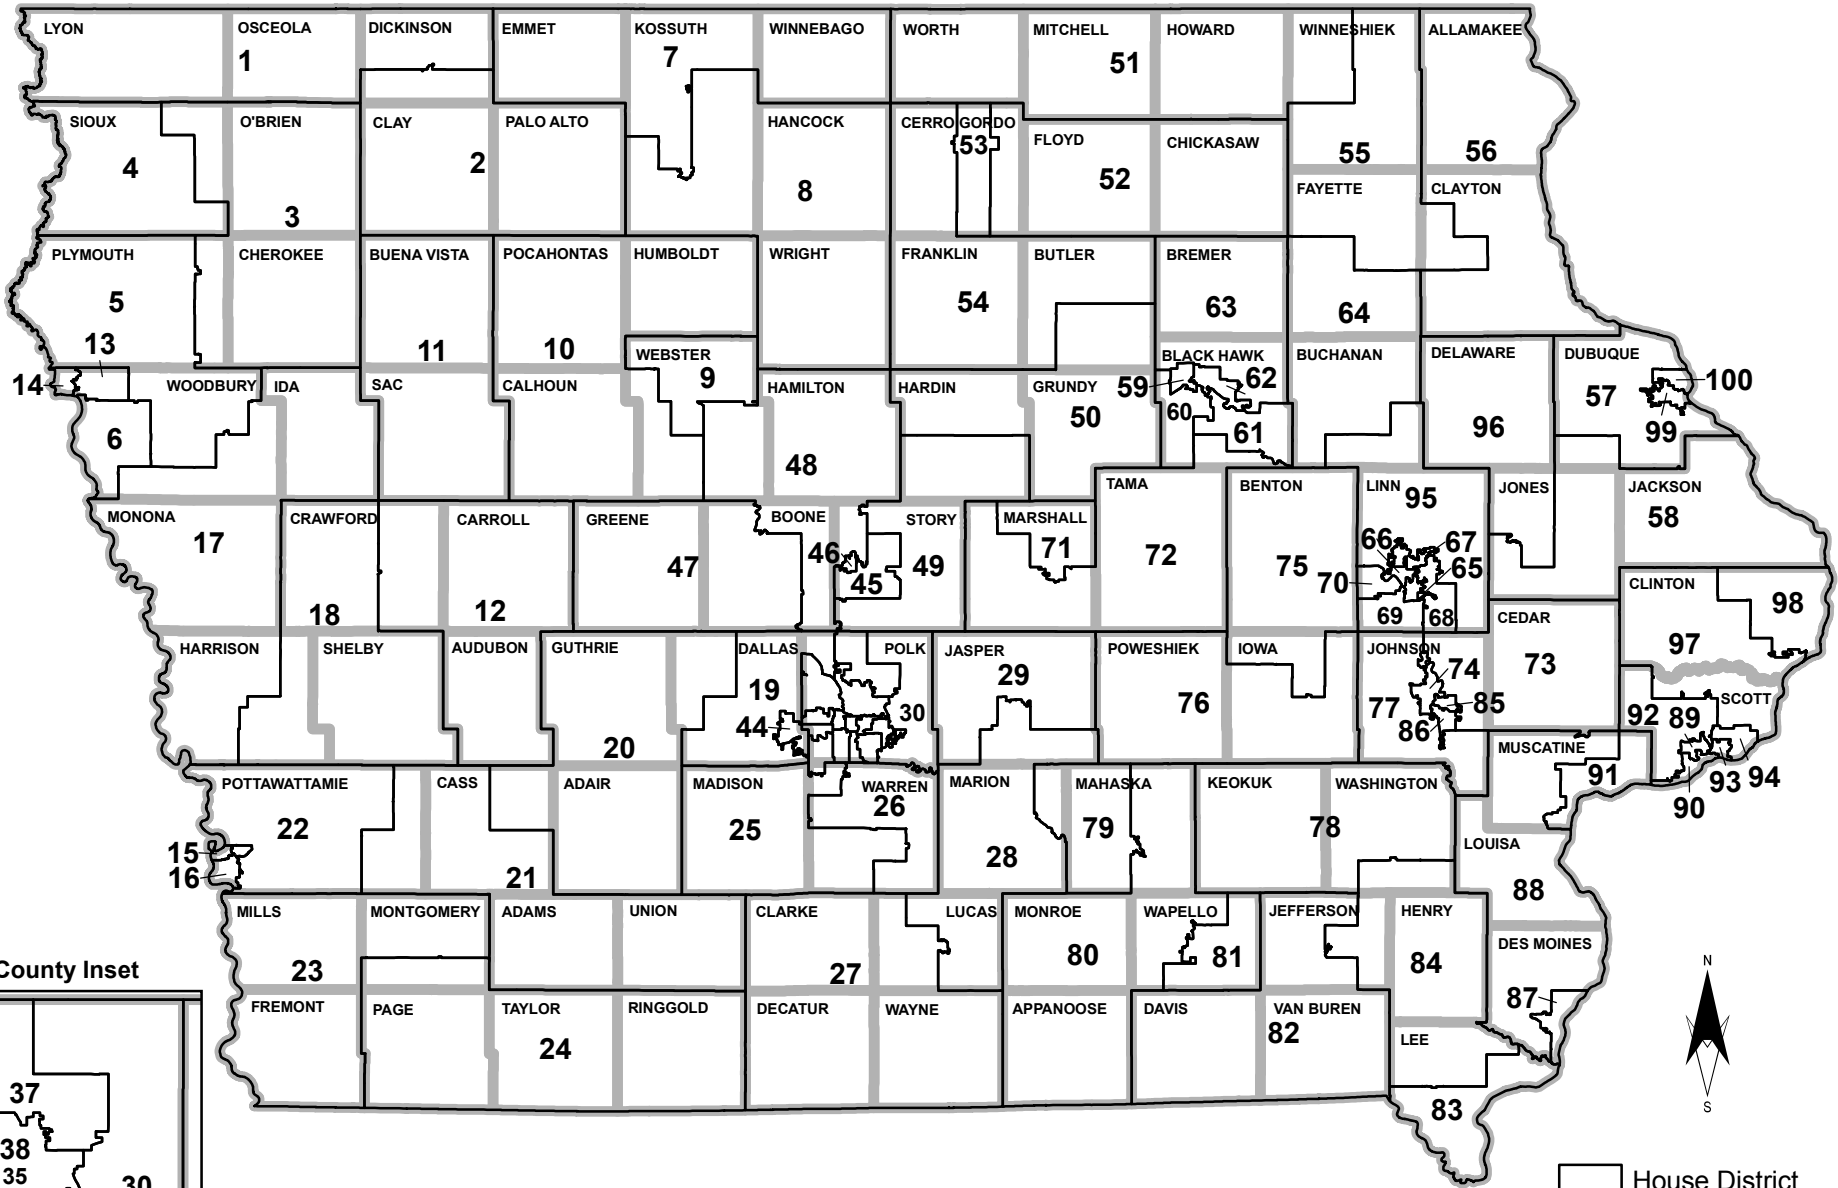 LYON OSCEOLA DICKINSON EMMET KOSSUTH WINNEBAGO WORTH MITCHELL HOWARD WINNESHIEK ALLAMAKEE
1 7 51
SIOUX O'BRIEN CLAY PALO ALTO HANCOCK CERRO GORDO FLOYD CHICKASAW
4 3 2 8 53 52 55 56
FAYETTE CLAYTON
PLYMOUTH CHEROKEE BUENA VISTA POCAHONTAS HUMBOLDT WRIGHT FRANKLIN BUTLER BREMER
5 11 10 54 63 64
13
14 WOODBURY IDA SAC CALHOUN WEBSTER HAMILTON HARDIN GRUNDY BLACK HAWK BUCHANAN DELAWARE DUBUQUE
6 9 48 50 59 62 60 61 96 57 100 99
MONONA CRAWFORD CARROLL GREENE BOONE STORY MARSHALL TAMA BENTON LINN JONES JACKSON
17 18 12 47 46 45 49 71 72 75 95 66 67 65 70 69 68 58
CLINTON
98 97
HARRISON SHELBY AUDUBON GUTHRIE DALLAS POLK JASPER POWESHIEK IOWA JOHNSON CEDAR SCOTT
20 19 44 30 29 76 77 74 85 86 73 92 89 90 93 94
POTTAWATTAMIE CASS ADAIR MADISON WARREN MARION MAHASKA KEOKUK WASHINGTON MUSCATINE
22 15 16 21 25 26 28 79 78 91
LOUISA
88
MILLS MONTGOMERY ADAMS UNION CLARKE LUCAS MONROE WAPELLO JEFFERSON HENRY DES MOINES
23 27 80 81 84 87
County Inset
FREMONT PAGE TAYLOR RINGGOLD DECATUR WAYNE APPANOOSE DAVIS VAN BUREN LEE
24 82 83
N
S
37
38
35
30
House District